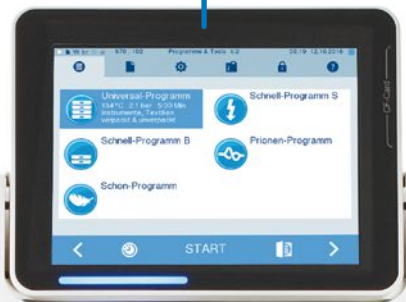 Programme & Tests 1/2
Universal-Programm
134°C 2.1 bar 5:30 Min.
Instrumente, Textilien
verpackt & unverpackt
Schnell-Programm S
Schnell-Programm B
Prionen-Programm
Schon-Programm
START
CF-Card